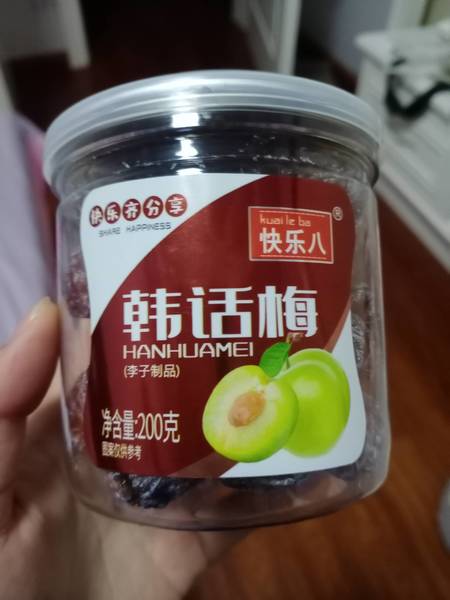 快乐齐分享
SHARE HAPPINESS
kuai le ba
®
快乐八
韩话梅
HANHUAMEI
(李子制品)
净含量:200克
图案仅供参考